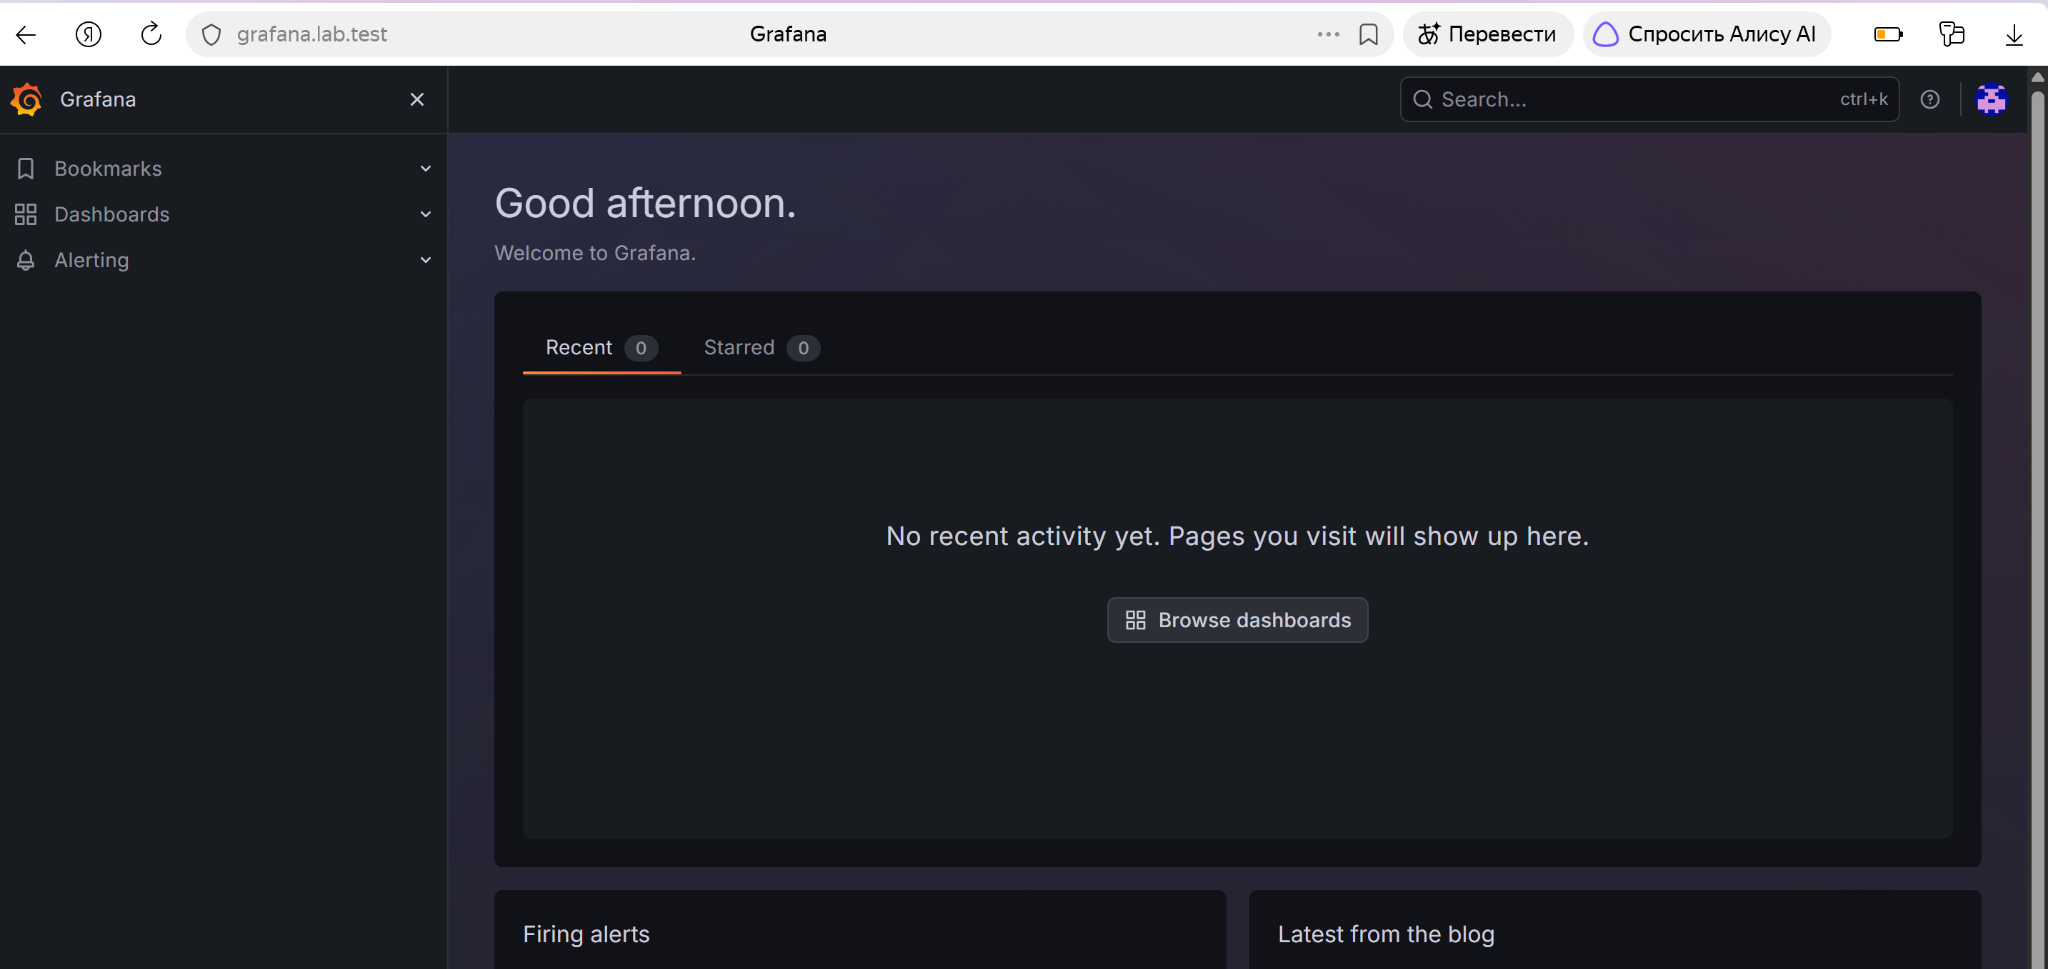 grafana.lab.test
Grafana
Перевести
Спросить Алису AI
Grafana
Search...
ctrl+k
Bookmarks
Dashboards
Alerting
Good afternoon.
Welcome to Grafana.
Recent 0
Starred 0
No recent activity yet. Pages you visit will show up here.
Browse dashboards
Firing alerts
Latest from the blog